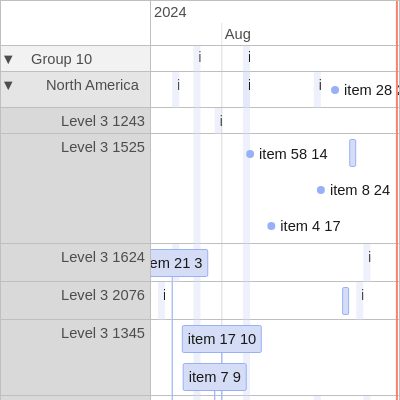 2024
Aug
▼ Group 10 i i
▼ North America i i i item 28
Level 3 1243 i
Level 3 1525 item 58 14
item 8 24
item 4 17
Level 3 1624 em 21 3 i
Level 3 2076 i i
Level 3 1345 item 17 10
item 7 9